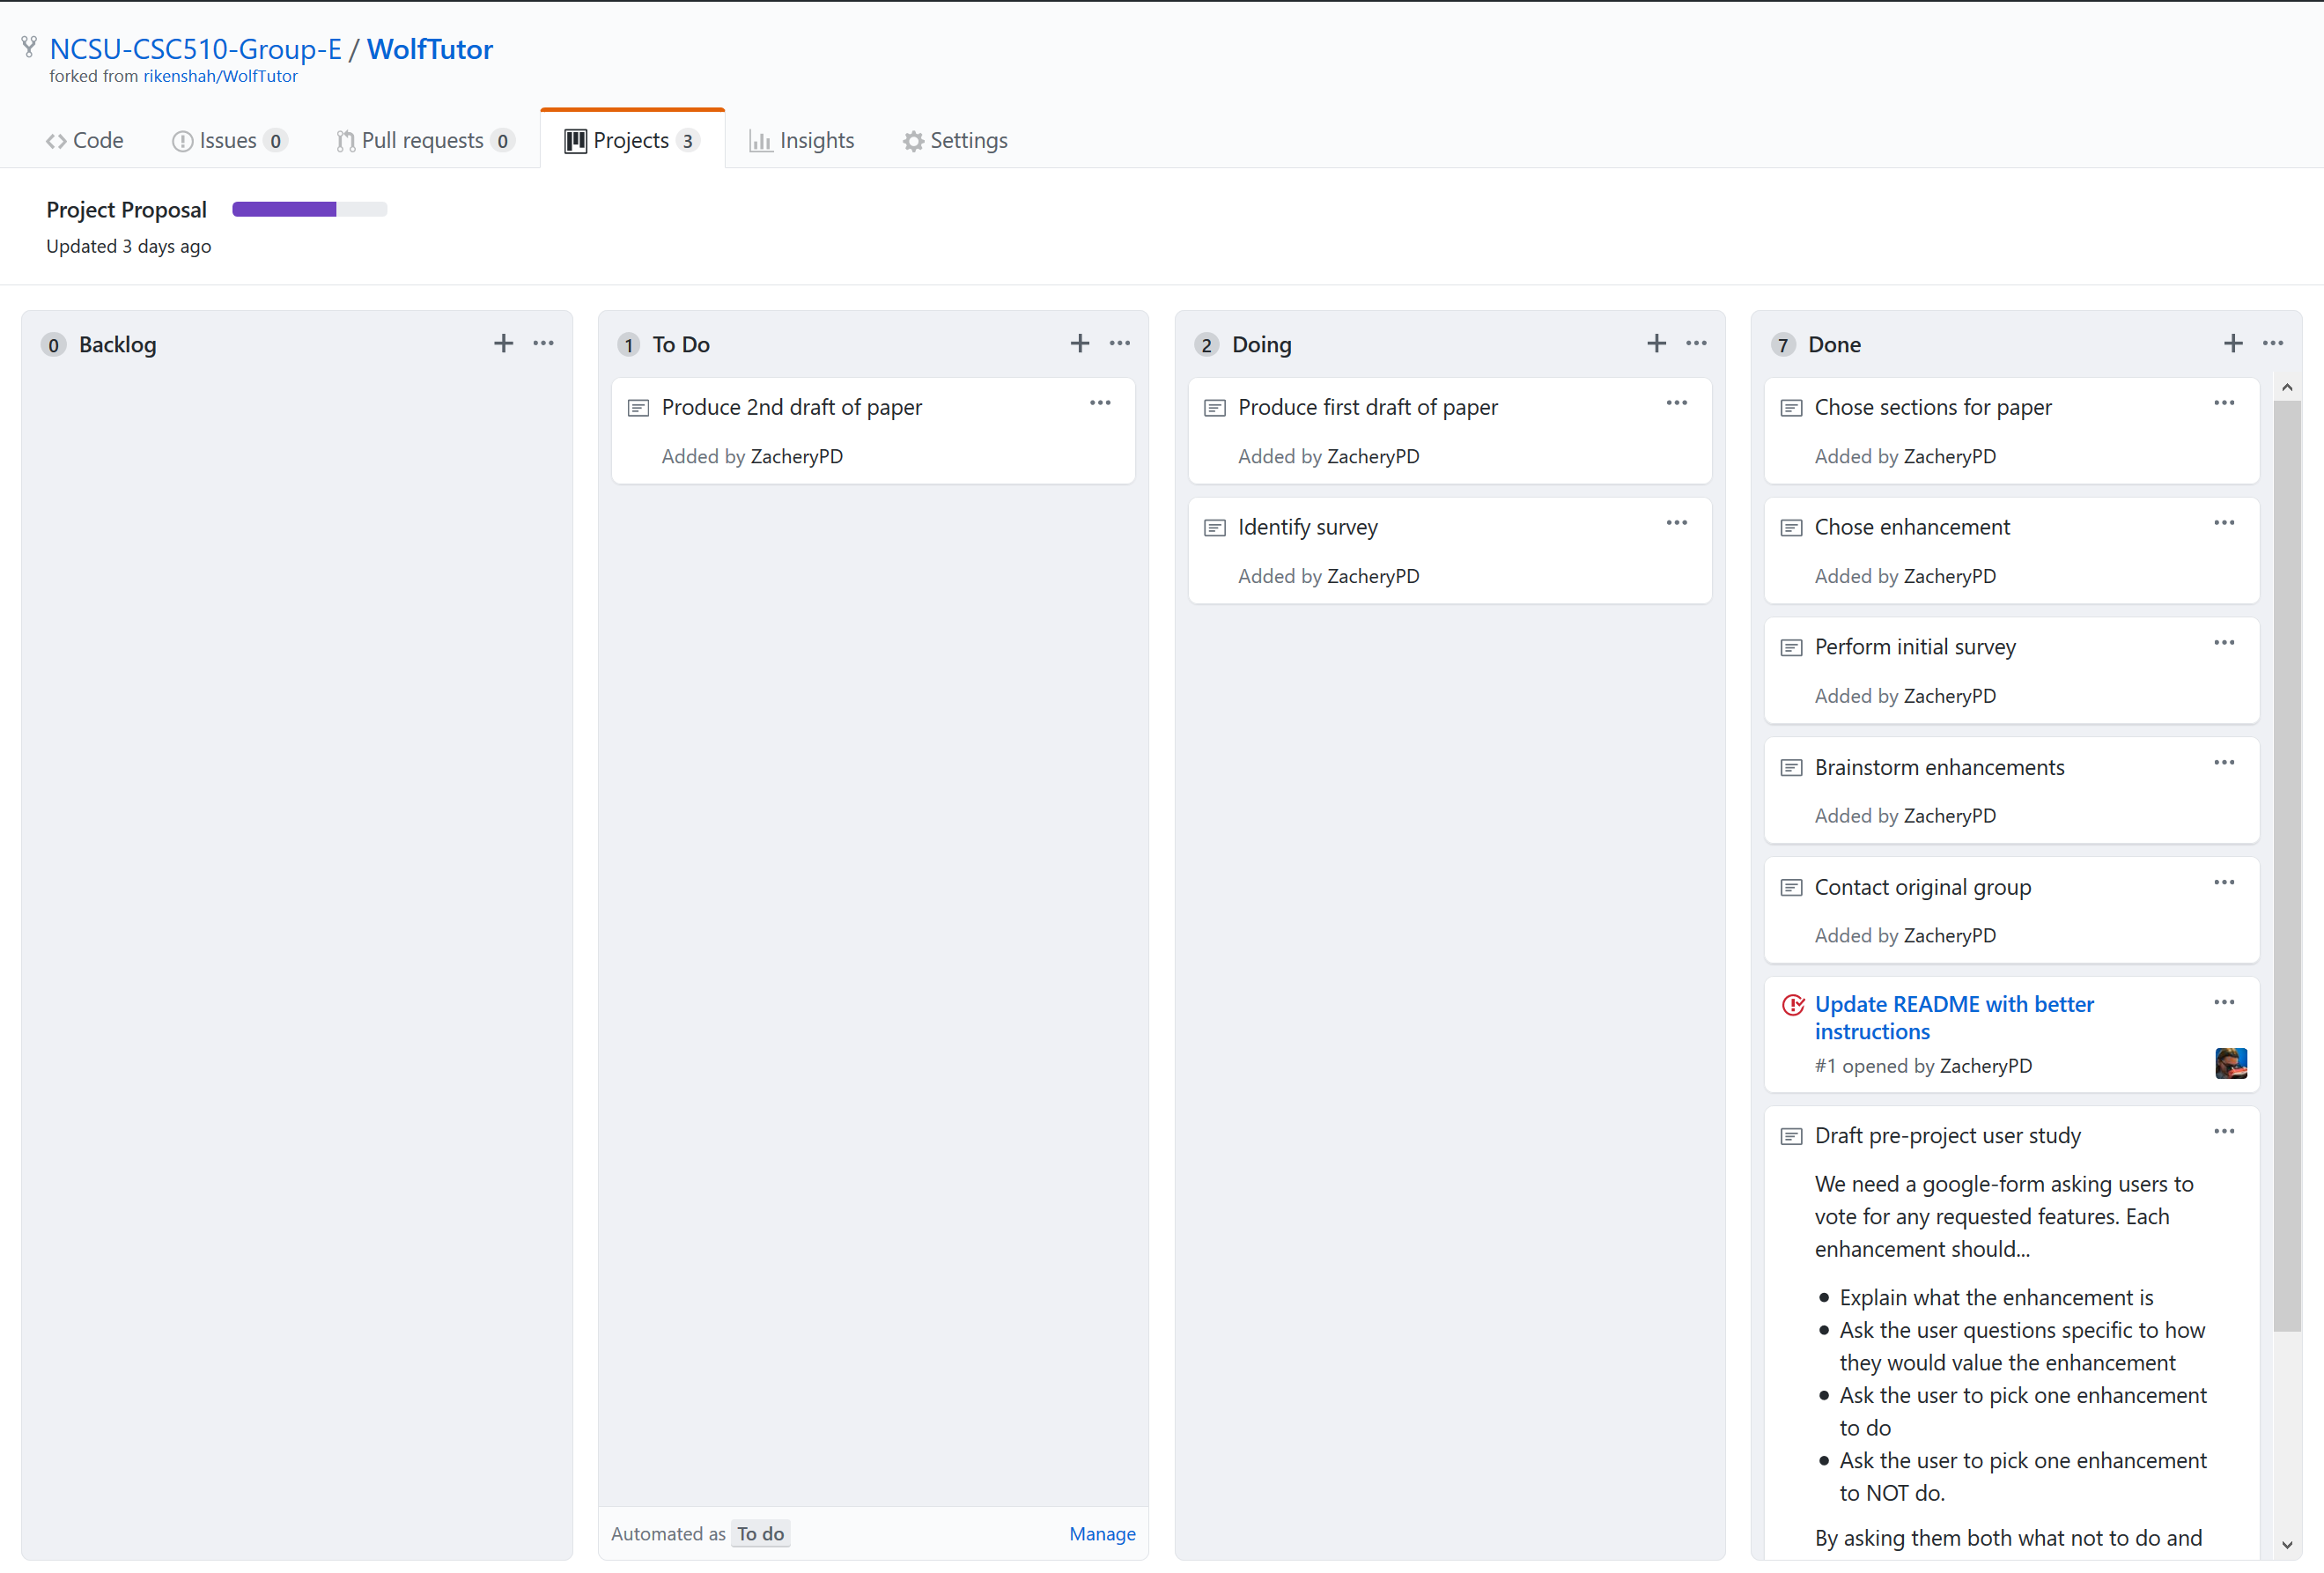 NCSU-CSC510-Group-E / WolfTutor
forked from rikenshah/WolfTutor
Code
Issues 0
Pull requests 0
Projects 3
Insights
Settings
Project Proposal
Updated 3 days ago
0 Backlog
1 To Do
Produce 2nd draft of paper
Added by ZacheryPD
Automated as To do
Manage
2 Doing
Produce first draft of paper
Added by ZacheryPD
Identify survey
Added by ZacheryPD
7 Done
Chose sections for paper
Added by ZacheryPD
Chose enhancement
Added by ZacheryPD
Perform initial survey
Added by ZacheryPD
Brainstorm enhancements
Added by ZacheryPD
Contact original group
Added by ZacheryPD
Update README with better
instructions
#1 opened by ZacheryPD
Draft pre-project user study
We need a google-form asking users to
vote for any requested features. Each
enhancement should...
• Explain what the enhancement is
• Ask the user questions specific to how
they would value the enhancement
• Ask the user to pick one enhancement
to do
• Ask the user to pick one enhancement
to NOT do.
By asking them both what not to do and